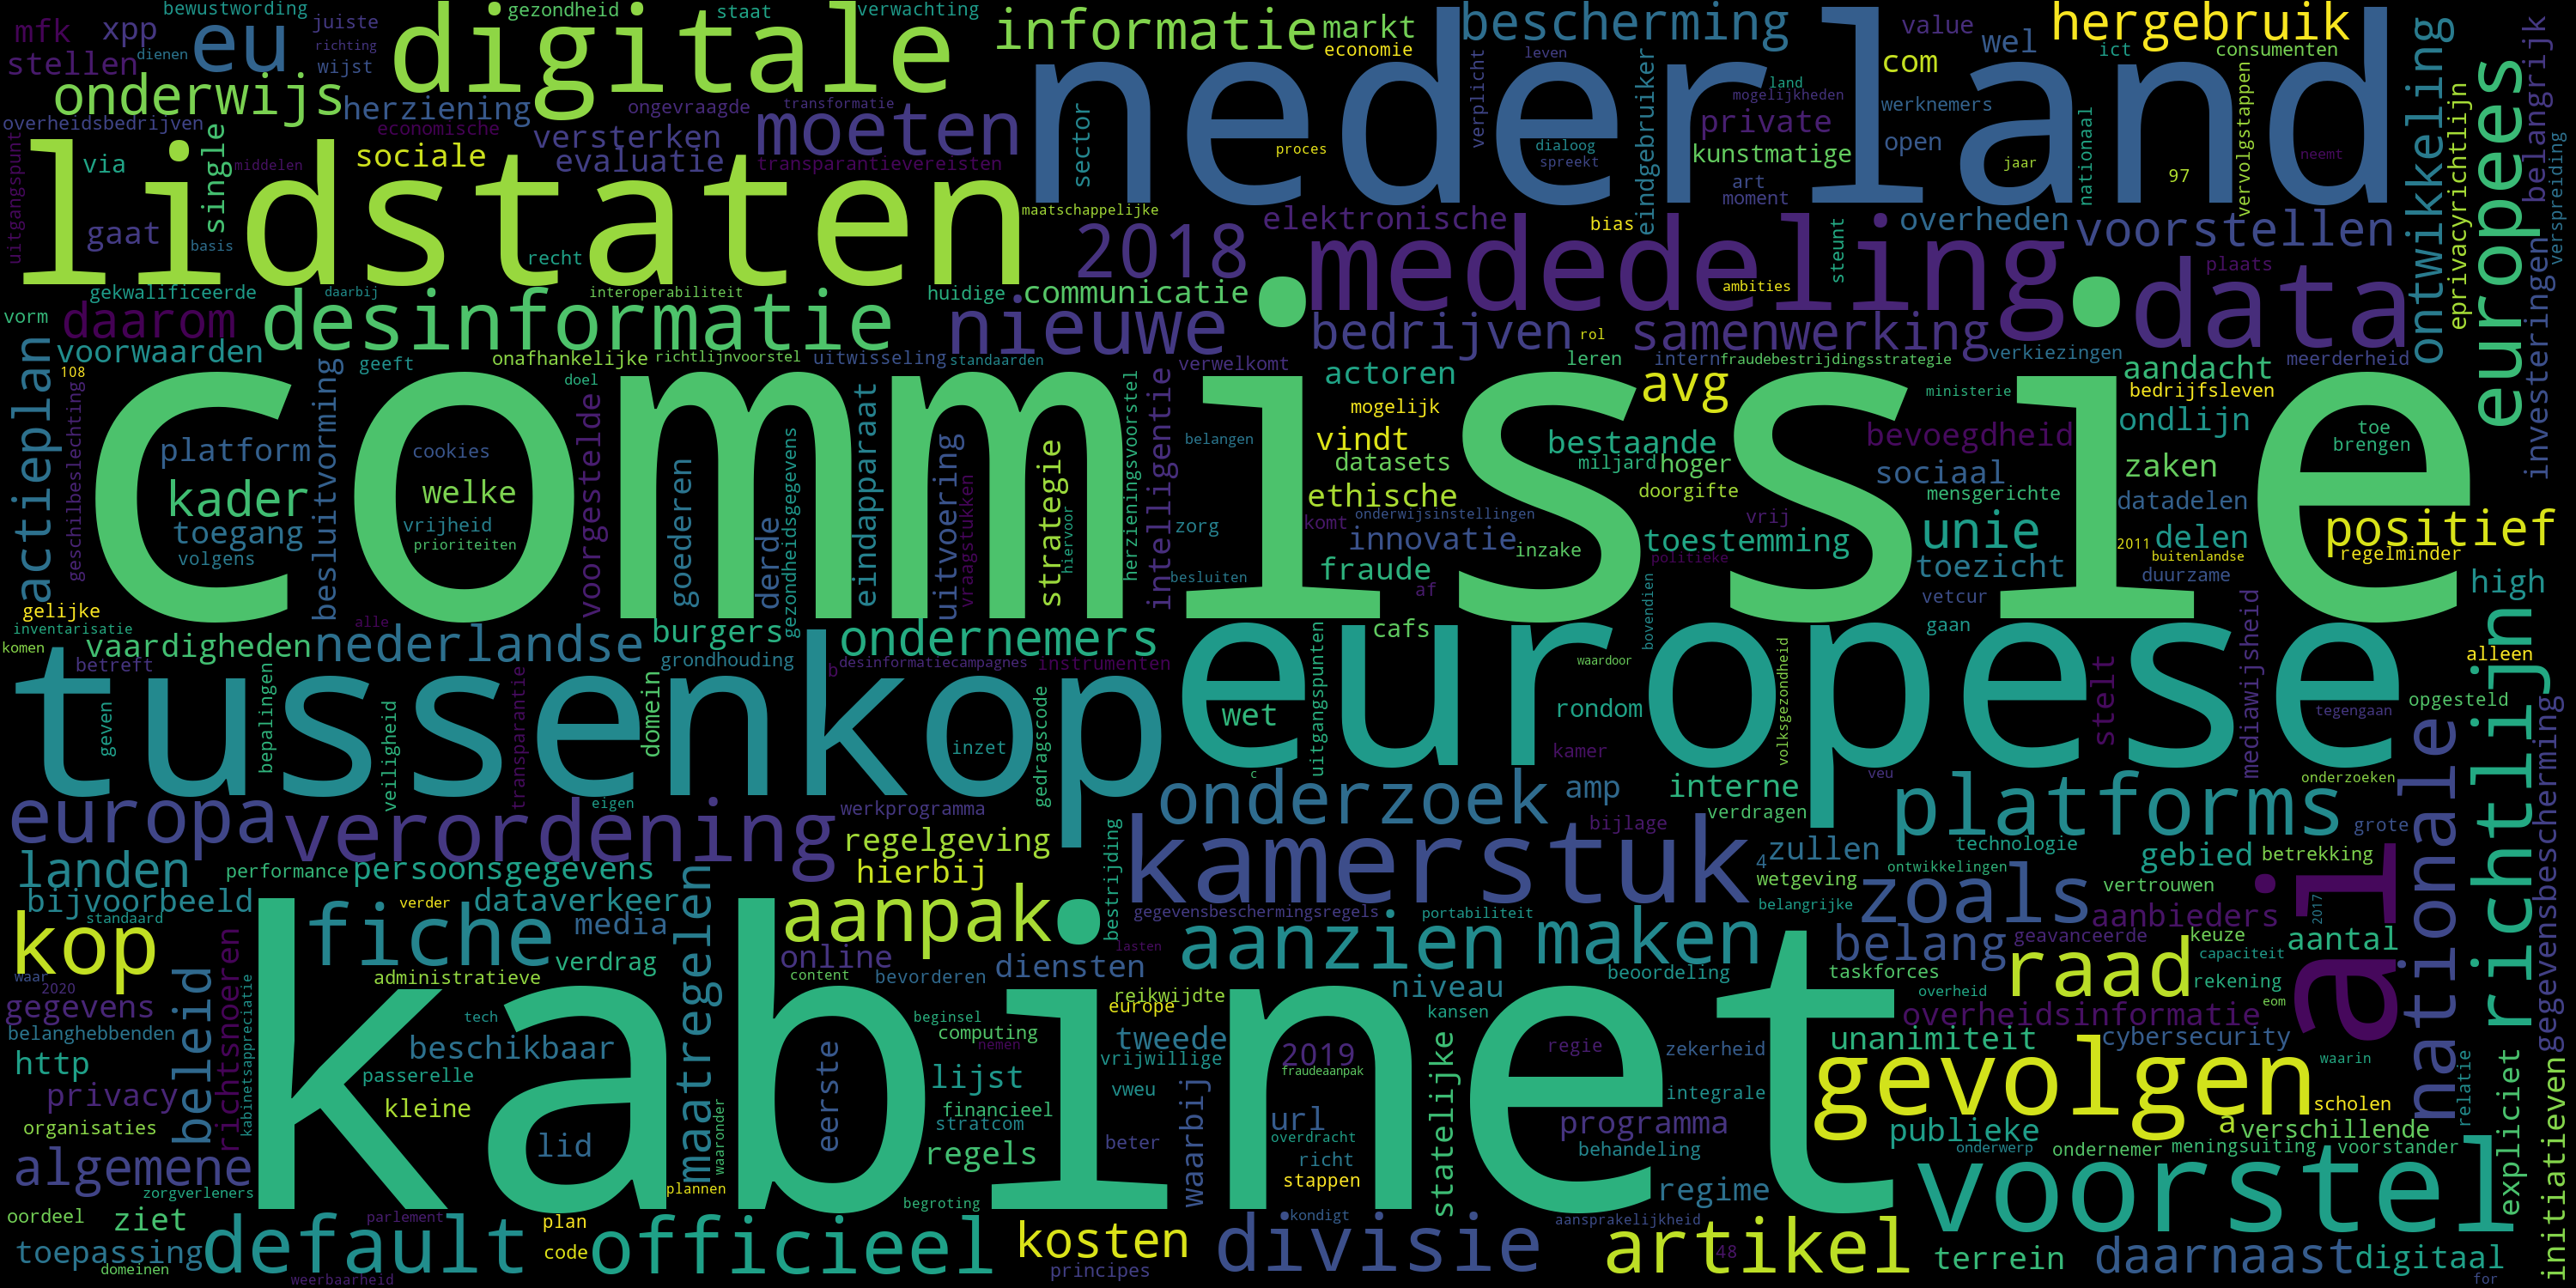 commissie
kabinet
nederland
europese
tussenkop
lidstaten
digitale
mededeling
data
desinformatie
kamerstuk
voorstel
gevolgen
verordening
platforms
richtlijn
europees
nationale
ai
raad
artikel
officieel
default
divisie
kop
fiche
aanpak
aanzien
maken
zoals
onderzoek
europa
nederlandse
ondernemers
nieuwe
2018
moeten
informatie
bescherming
hergebruik
eu
onderwijs
mfk
xpp
stellen
dienen
bewustwording
gezondheid
staat
verwachting
juiste
richting
wijst
herziening
ongevraagde
transformatie
overheidsbedrijven
economische
versterken
evaluatie
sociale
transparantievereisten
via
single
middelen
uitgangspunt
gaat
basis
recht
maatschappelijke
sector
markt
economie
verplicht
leven
dialoog
spreekt
proces
eindgebruiker
value
wel
com
ict
consumenten
land
mogelijkheden
werknemers
private
open
kunstmatige
art
moment
jaar
97
nationaal
vervolgstappen
neemt
ontwikkeling
eprivacyrichtlijn
belangrijk
verspreiding
investeringen
elektronische
bias
overheden
voorstellen
steunt
plaats
ambities
gekwalificeerde
daarbij
interoperabiliteit
huidige
communicatie
vorm
daarom
voorwaarden
108
geeft
onafhankelijke
richtlijnvoorstel
uitwisseling
standaarden
doel
bedrijven
rol
samenwerking
leren
intern
fraudebestrijdingsstrategie
verkiezingen
verwelkomt
aandacht
meerderheid
bedrijfsleven
ondlijn
toe
brengen
zaken
datadelen
delen
2011
buitenlandse
duurzame
positief
regelminder
high
actieplan
geschilbeslechting
platform
kader
toegang
volgens
besluitvorming
cookies
welke
vrijheid
prioriteiten
voorgestelde
goederen
derde
gezondheidsgegevens
eindapparaat
uitvoering
vraagstukken
strategie
hiervoor
herzieningsvoorstel
intelligentie
belangen
zorg
besluiten
actoren
mogelijk
vindt
datasets
ethische
komt
onderwijsinstellingen
innovatie
inzake
fraude
af
avg
bestaande
miljard
hoger
doorgifte
vrij
toestemming
politieke
bovendien
ministerie
bevoegdheid
sociaal
mensgerichte
unie
toezicht
vetcur
gaan
gelijke
inventarisatie
alle
komen
vaardigheden
betreft
burgers
grondhouding
b
desinformatiecampagnes
instrumenten
cafs
waardoor
wet
rondom
kamer
uitgangspunten
volksgezondheid
stelt
mediawijsheid
alleen
opgesteld
tegengaan
gegevensbescherming
geven
bepalingen
veiligheid
transparantie
domein
inzet
gedragscode
eigen
werkprogramma
c
amp
interne
verdragen
veu
onderzoeken
bijlage
technologie
grote
gebied
betrekking
landen
performance
persoonsgegevens
regelgeving
hierbij
bestrijding
4
zullen
wetgeving
ontwikkelingen
belangrijke
vertrouwen
bijvoorbeeld
standaard
verder
dataverkeer
media
verdrag
administratieve
online
content
bevorderen
diensten
lasten
gegevensbeschermingsregels
portabiliteit
belang
aanbieders
geavanceerde
keuze
capaciteit
aantal
2017
waar
2020
gegevens
belanghebbenden
http
privacy
organisaties
beleid
richtsnoeren
kabinetsappreciatie
tech
beschikbaar
passerelle
kleine
lid
maatregelen
waaronder
plannen
eerste
beginsel
computing
nemen
lijst
financieel
stratcom
regels
begroting
reikwijdte
europe
tweede
vrijwillige
vweu
beter
waarbij
niveau
kansen
beoordeling
2019
fraudeaanpak
url
overdracht
richt
stappen
statelijke
regie
zekerheid
integrale
programma
behandeling
regime
taskforces
overheid
rekening
eom
overheidsinformatie
unanimiteit
cybersecurity
waarin
scholen
a
publieke
verschillende
ondernemer
meningsuiting
voorstander
onderwerp
relatie
expliciet
initiatieven
algemene
zorgverleners
oordeel
ziet
toepassing
domeinen
parlement
weerbaarheid
plan
code
kosten
principes
kondigt
aansprakelijkheid
48
terrein
daarnaast
digitaal
for